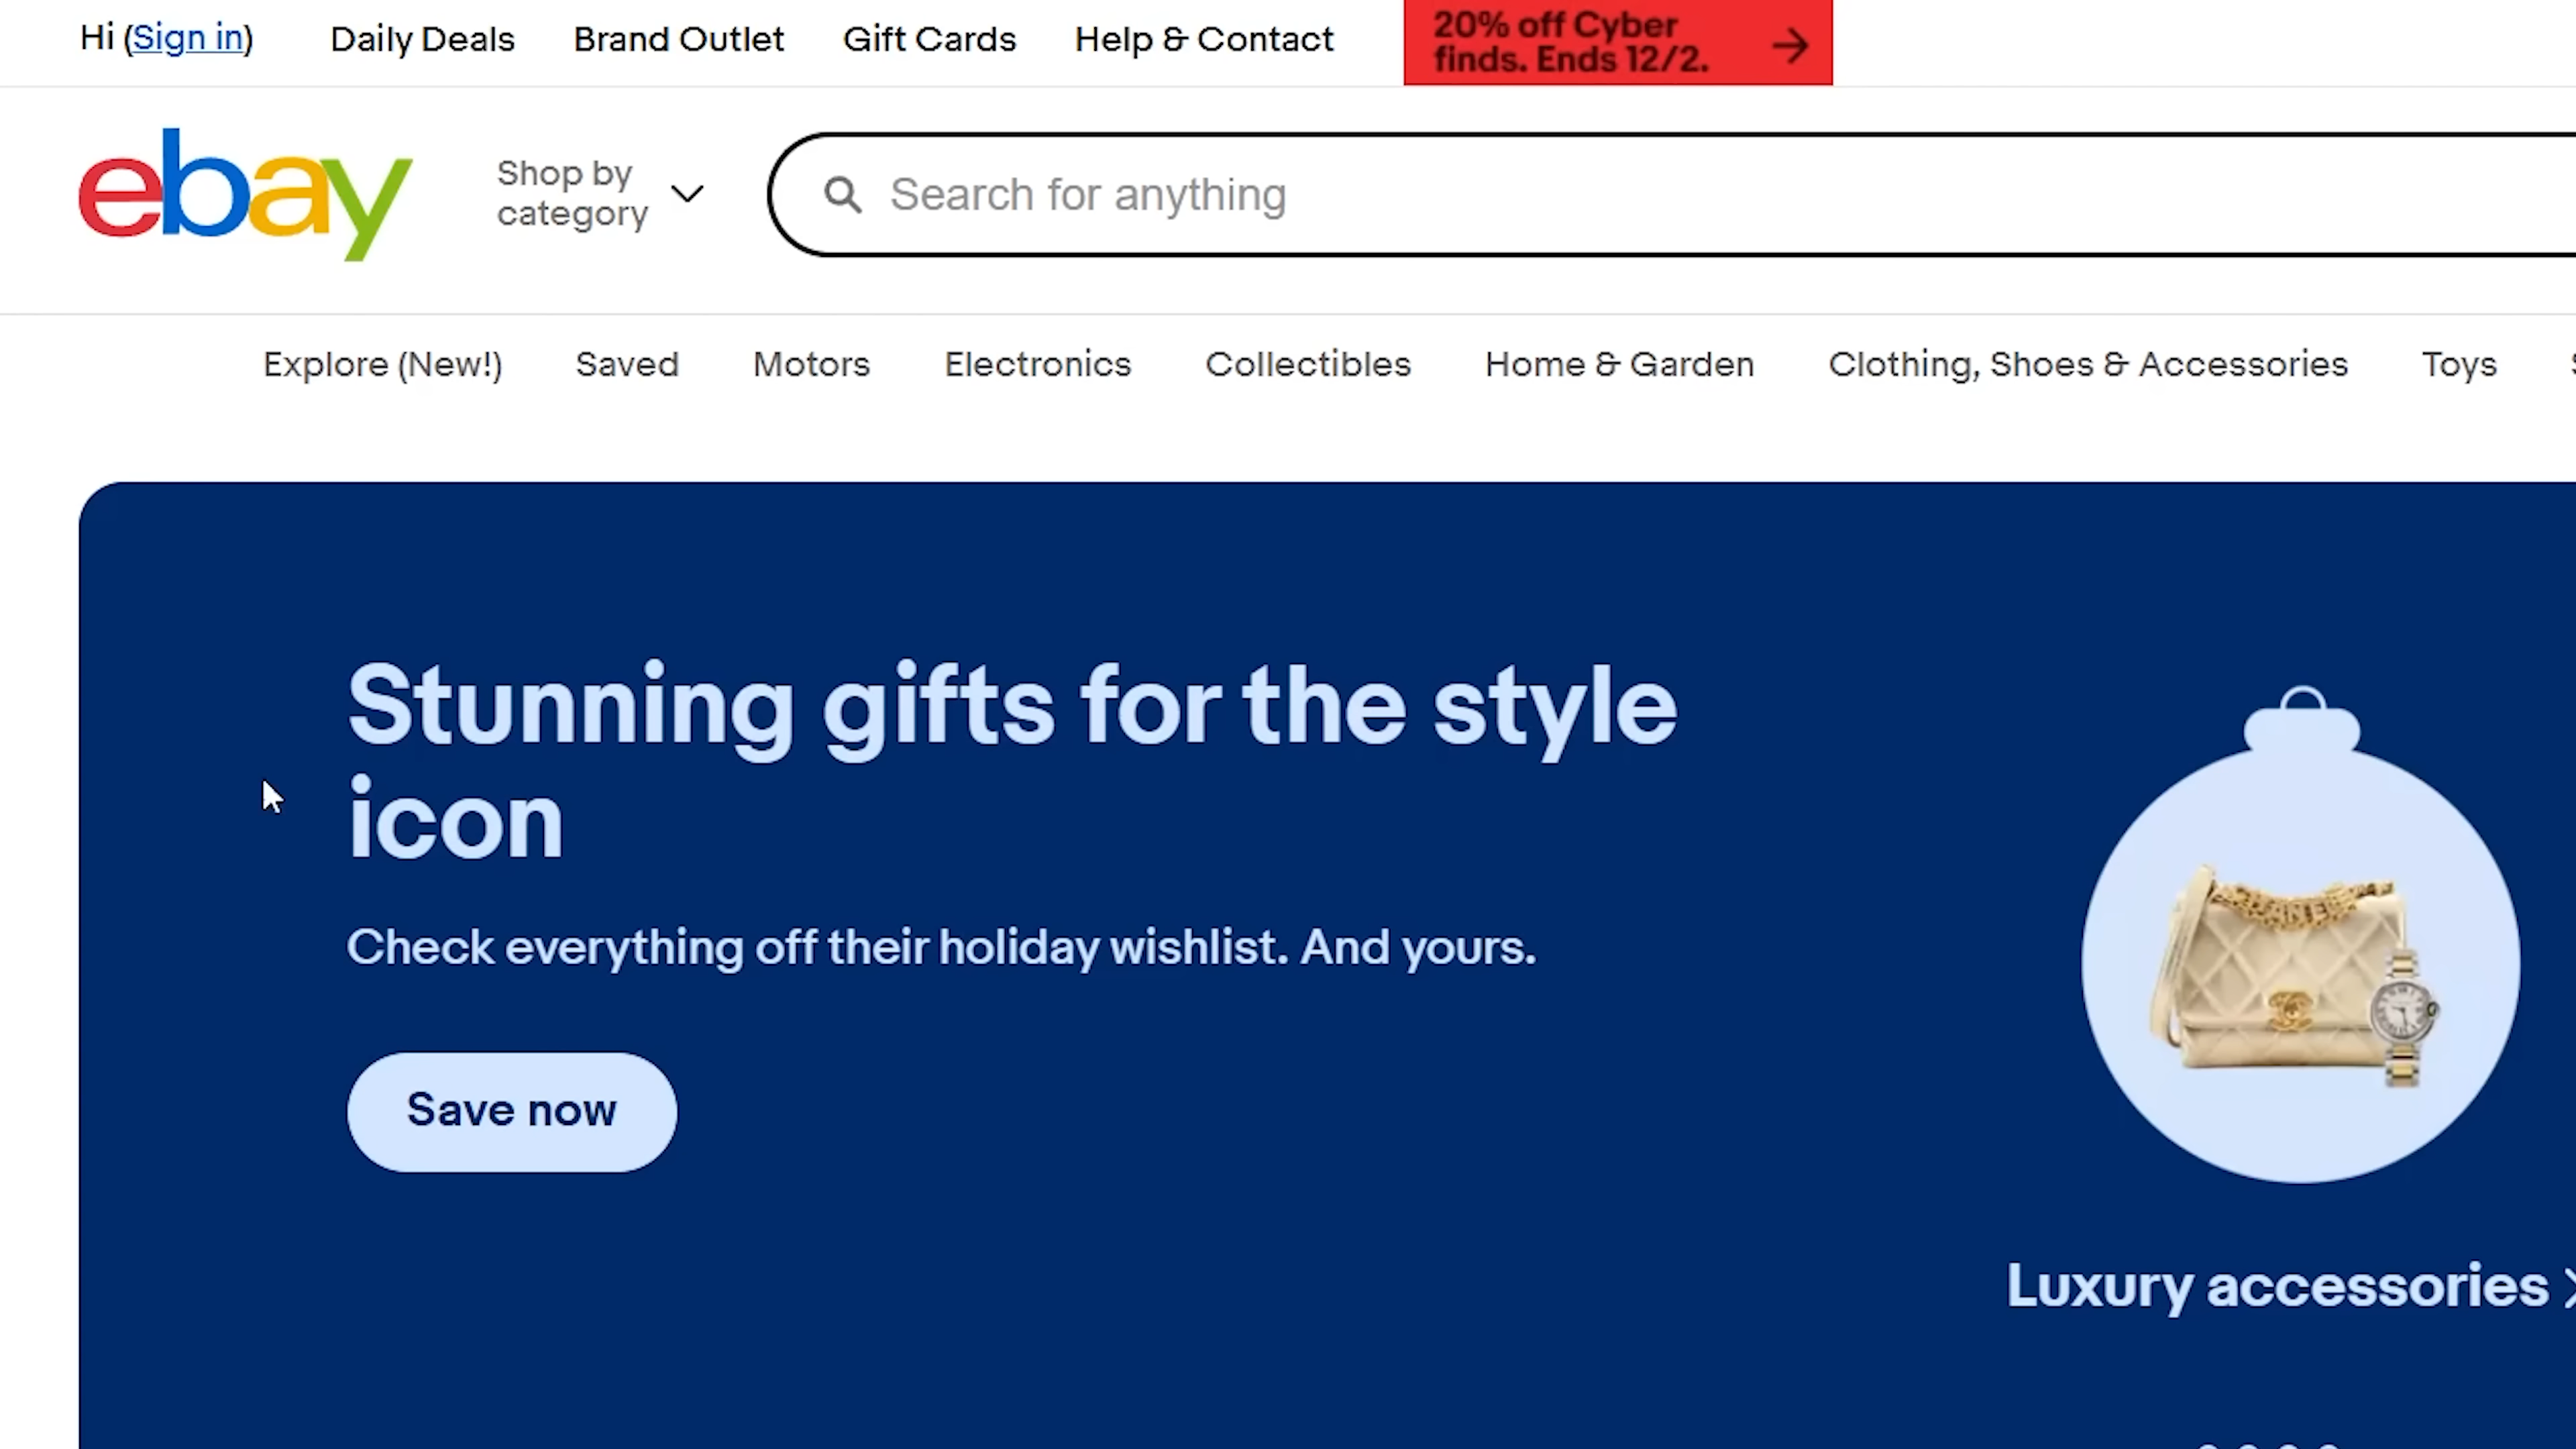 Hi (Sign in)
Daily Deals
Brand Outlet
Gift Cards
Help & Contact
20% off Cyber
finds. Ends 12/2.
ebay
Shop by
category
Search for anything
Explore (New!)
Saved
Motors
Electronics
Collectibles
Home & Garden
Clothing, Shoes & Accessories
Toys
Stunning gifts for the style
icon
Check everything off their holiday wishlist. And yours.
Save now
Luxury accessories